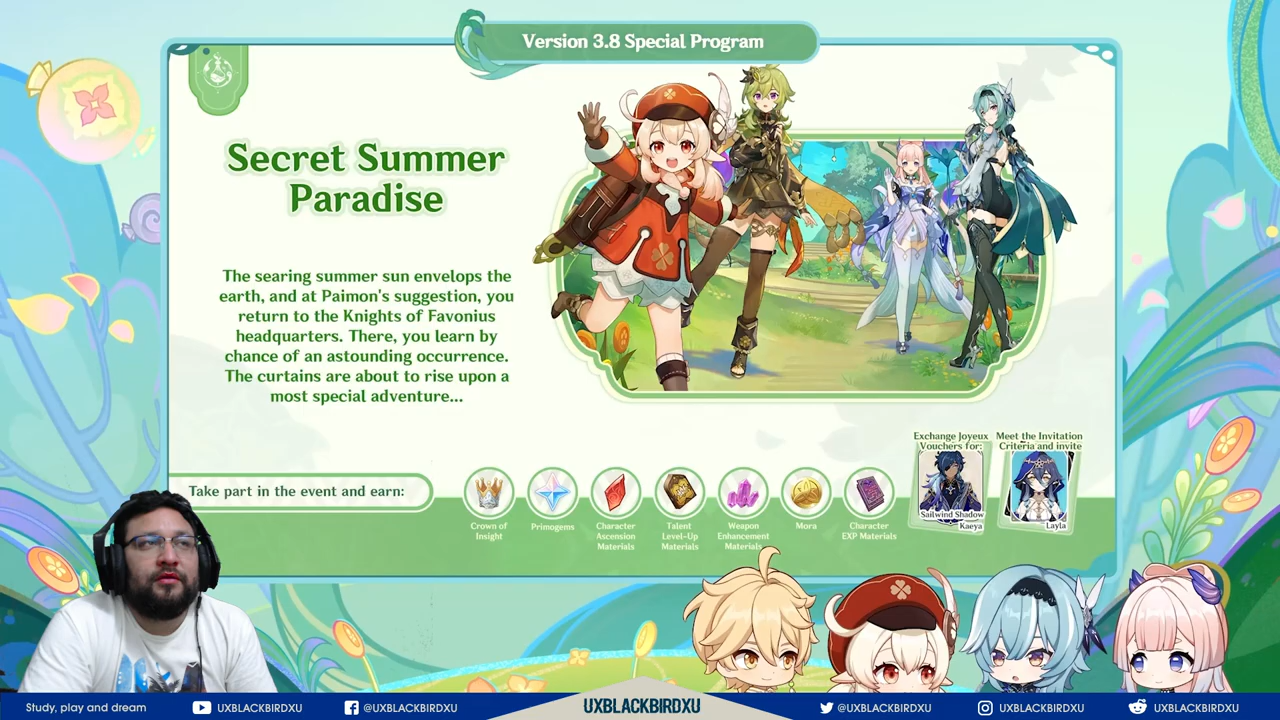 Version 3.8 Special Program
Secret Summer
Paradise
The searing summer sun envelops the
earth, and at Paimon's suggestion, you
return to the Knights of Favonius
headquarters. There, you learn by
chance of an astounding occurrence.
The curtains are about to rise upon a
most special adventure...
Take part in the event and earn:
Crown of
Insight
Primogems
Character
Ascension
Materials
Talent
Level-Up
Materials
Weapon
Enhancement
Materials
Mora
Character
EXP Materials
Exchange Joyeux
Vouchers for:
Sailwind Shadow
Kaeya
Meet the Invitation
Criteria and invite
Layla
Study, play and dream
UXBLACKBIRDXU
@UXBLACKBIRDXU
UXBLACKBIRDXU
@UXBLACKBIRDXU
UXBLACKBIRDXU
UXBLACKBIRDXU